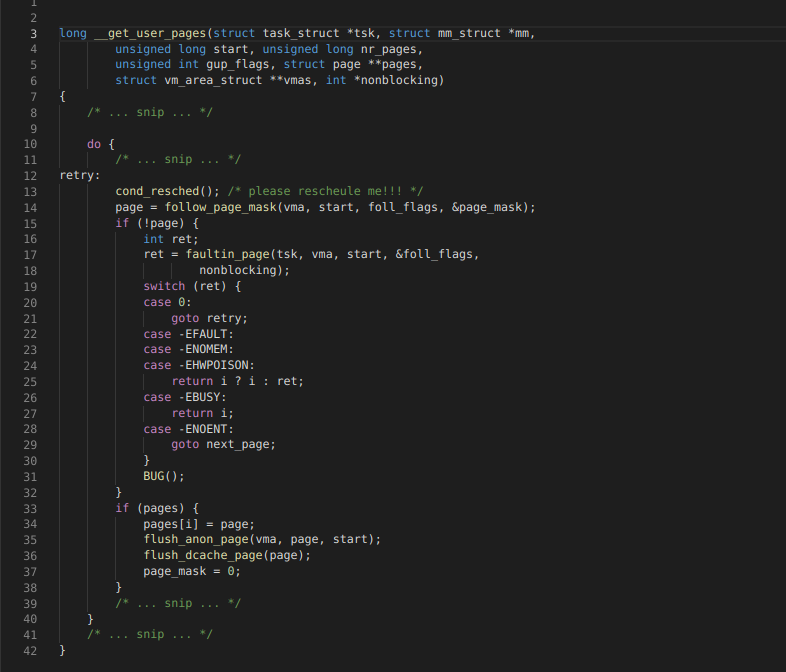 1
2
3 long __get_user_pages(struct task_struct *tsk, struct mm_struct *mm,
4         unsigned long start, unsigned long nr_pages,
5         unsigned int gup_flags, struct page **pages,
6         struct vm_area_struct **vmas, int *nonblocking)
7 {
8     /* ... snip ... */
9
10     do {
11         /* ... snip ... */
12 retry:
13         cond_resched(); /* please rescheule me!!! */
14         page = follow_page_mask(vma, start, foll_flags, &page_mask);
15         if (!page) {
16             int ret;
17             ret = faultin_page(tsk, vma, start, &foll_flags,
18                     nonblocking);
19             switch (ret) {
20             case 0:
21                 goto retry;
22             case -EFAULT:
23             case -ENOMEM:
24             case -EHWPOISON:
25                 return i ? i : ret;
26             case -EBUSY:
27                 return i;
28             case -ENOENT:
29                 goto next_page;
30             }
31             BUG();
32         }
33         if (pages) {
34             pages[i] = page;
35             flush_anon_page(vma, page, start);
36             flush_dcache_page(page);
37             page_mask = 0;
38         }
39         /* ... snip ... */
40     }
41     /* ... snip ... */
42 }